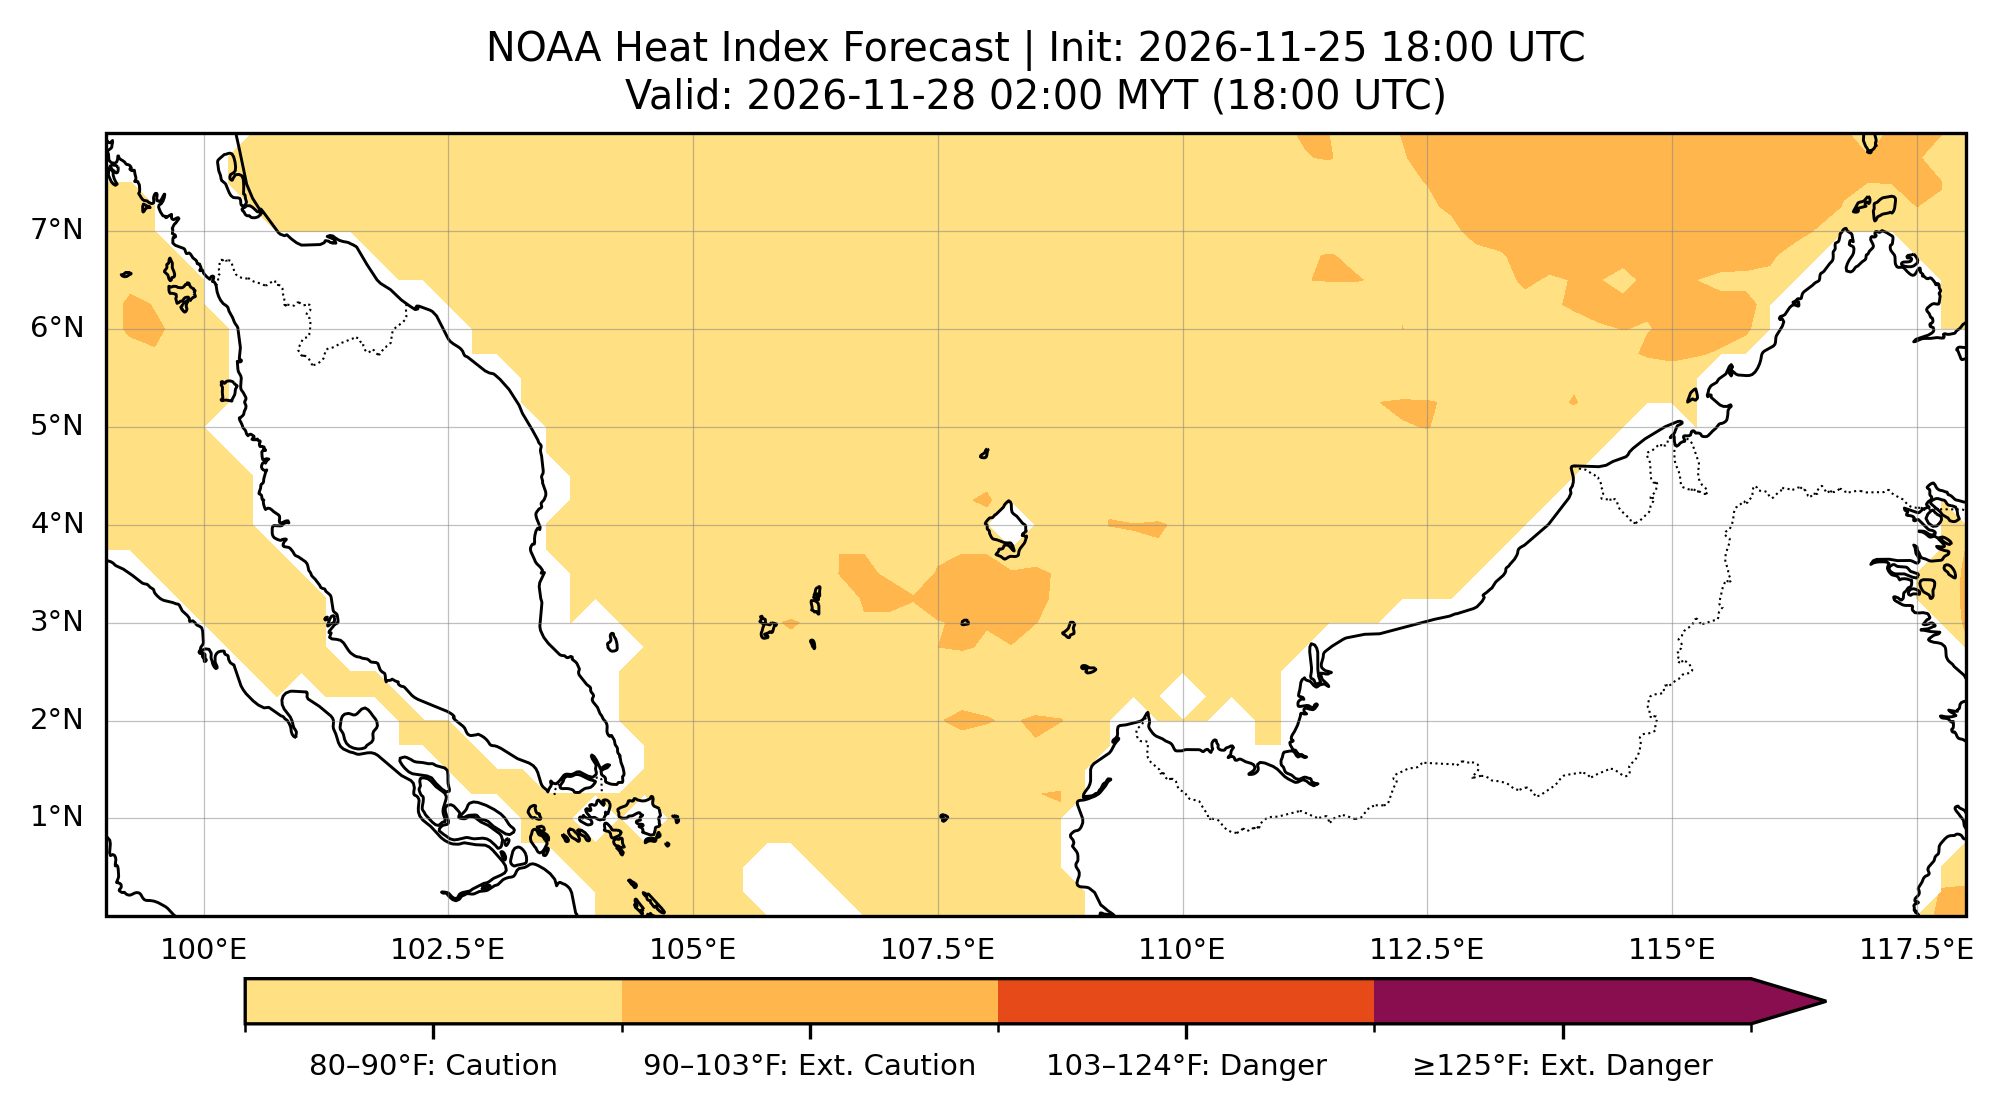 NOAA Heat Index Forecast | Init: 2026-11-25 18:00 UTC
Valid: 2026-11-28 02:00 MYT (18:00 UTC)
7°N
6°N
5°N
4°N
3°N
2°N
1°N
100°E 102.5°E 105°E 107.5°E 110°E 112.5°E 115°E 117.5°E
80–90°F: Caution 90–103°F: Ext. Caution 103–124°F: Danger ≥125°F: Ext. Danger